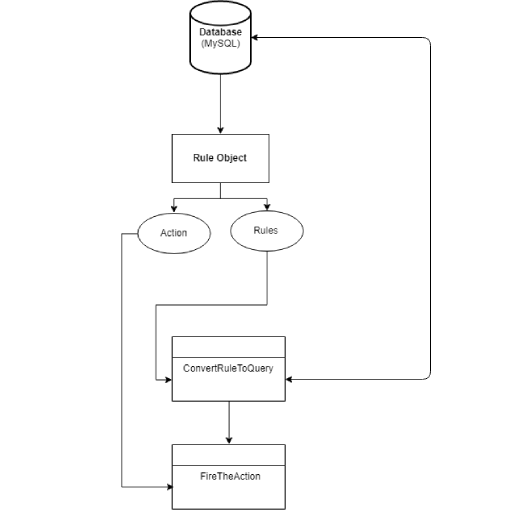 Database
(MySQL)
Rule Object
Action
Rules
ConvertRuleToQuery
FireTheAction